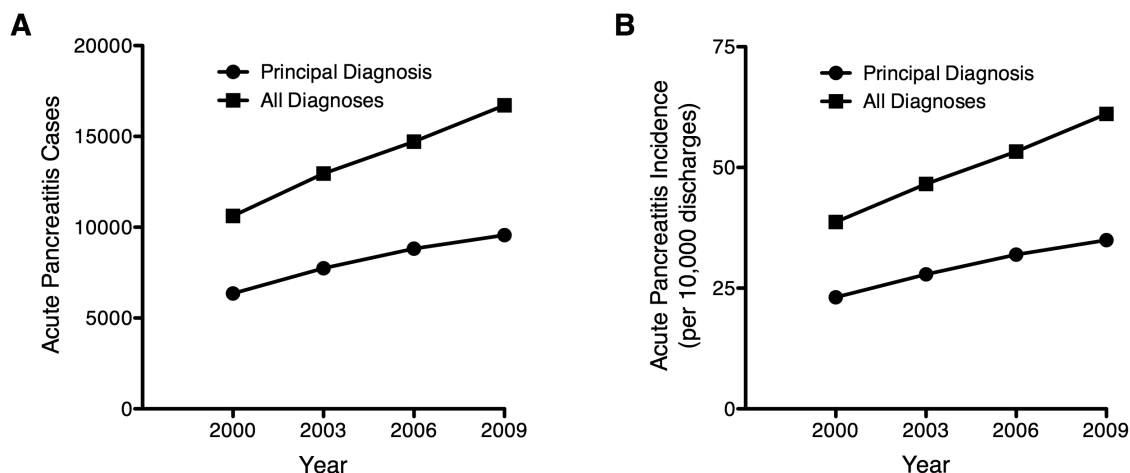 A
20000
15000
10000
5000
0
Acute Pancreatitis Cases
Principal Diagnosis
All Diagnoses
2000 2003 2006 2009
Year
B
75
50
25
0
Acute Pancreatitis Incidence
(per 10,000 discharges)
Principal Diagnosis
All Diagnoses
2000 2003 2006 2009
Year